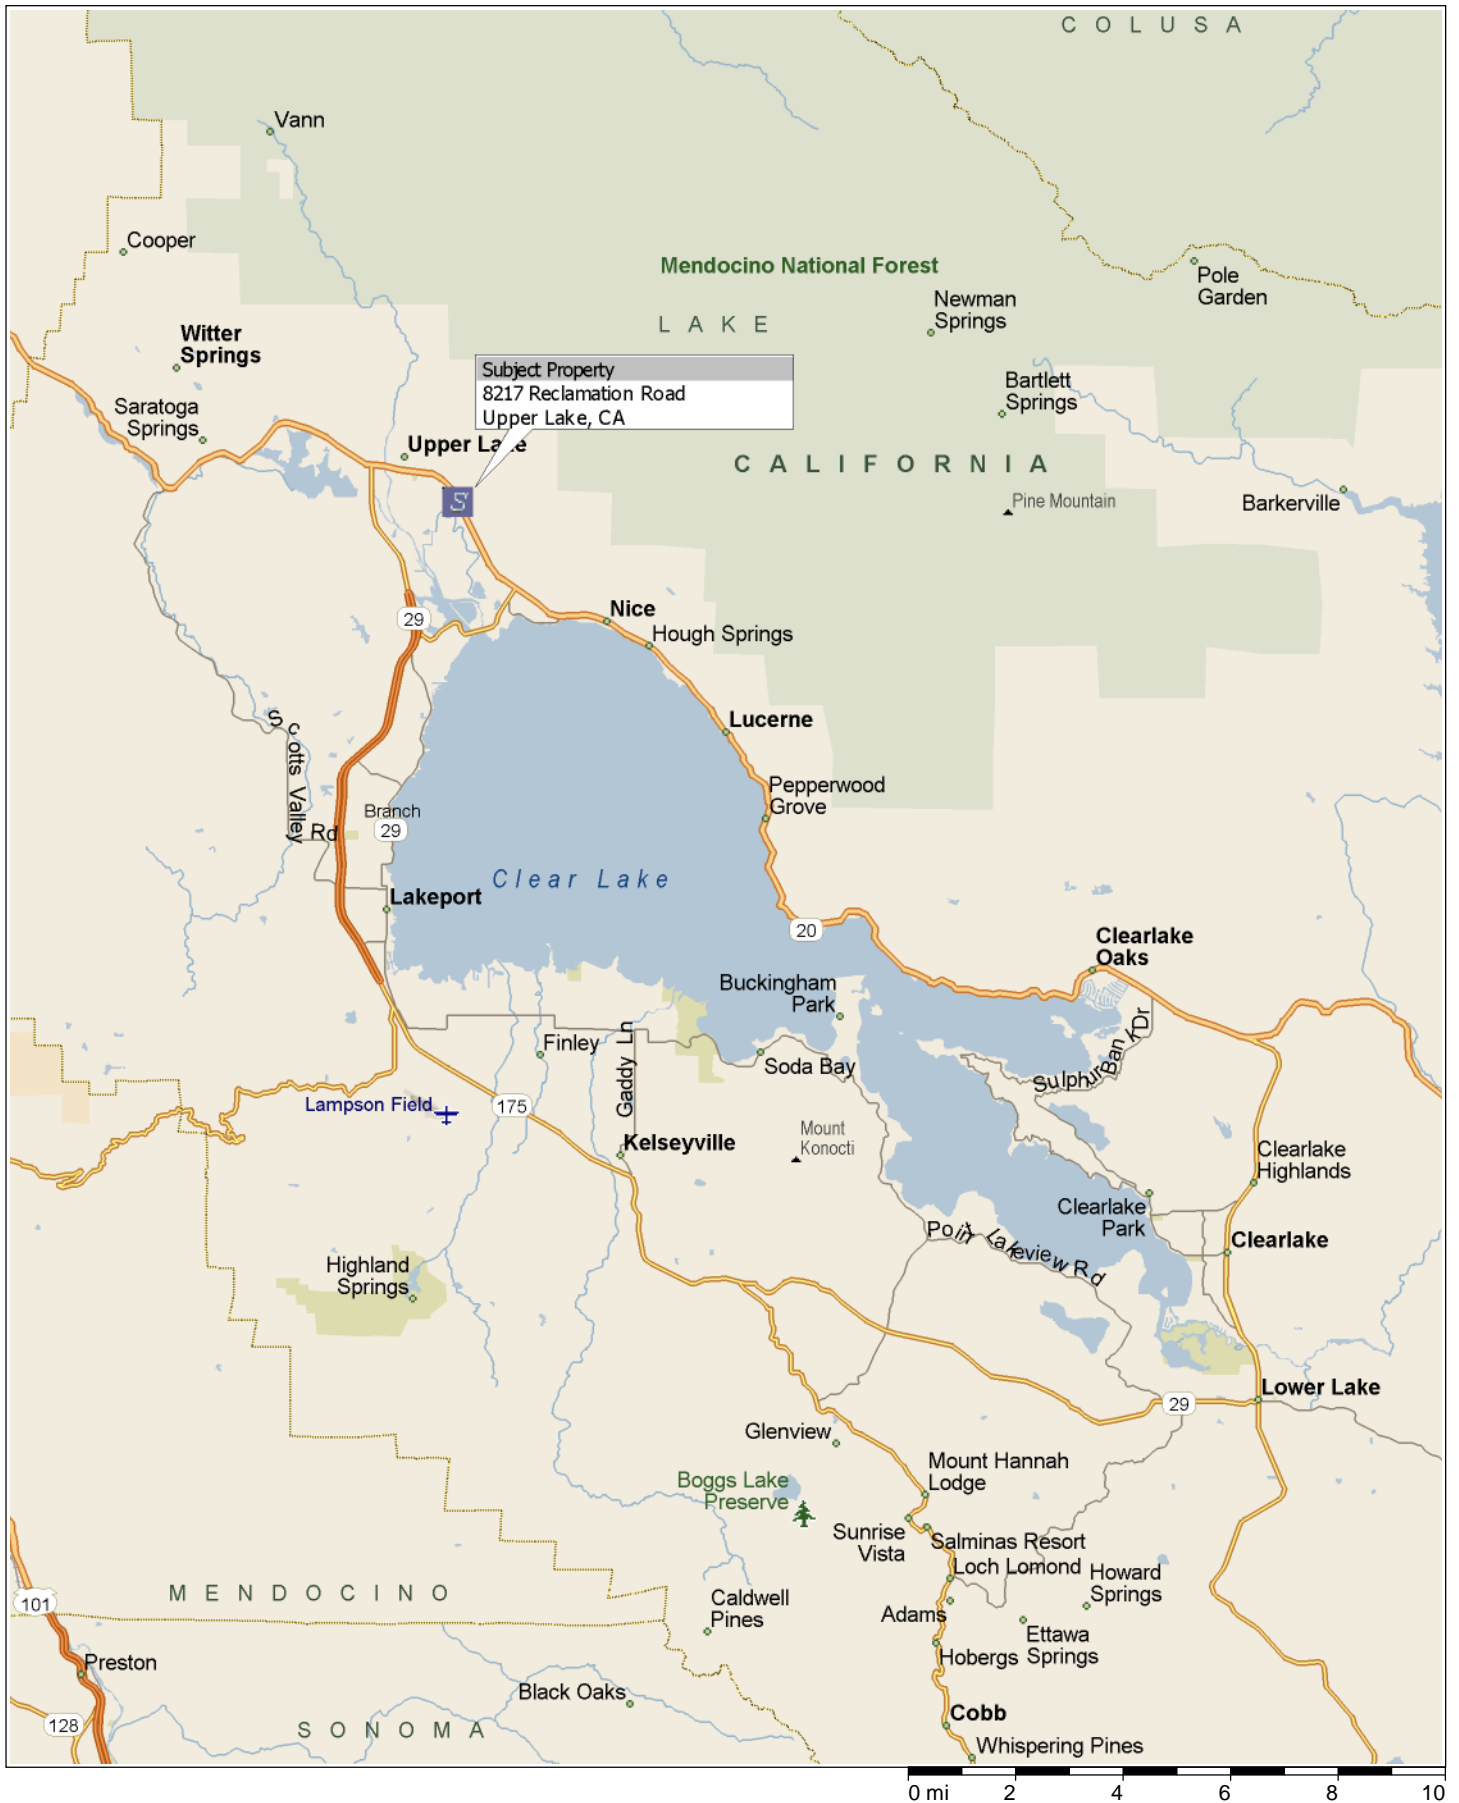 COLUSA
Vann
Cooper
Mendocino National Forest
Pole
Garden
Newman
Springs
LAKE
Witter
Springs
Subject Property
8217 Reclamation Road
Upper Lake, CA
Bartlett
Springs
Saratoga
Springs
Upper Lake
CALIFORNIA
S
Pine Mountain
Barkerville
29
Nice
Hough Springs
Lucerne
Scotts Valley Rd
Pepperwood
Grove
Branch
29
Clear Lake
Lakeport
20
Clearlake
Oaks
Buckingham
Park
Finley
Gaddy Ln
Soda Bay
Sulphur Bank Dr
Lampson Field
175
Mount
Konocti
Kelseyville
Clearlake
Highlands
Clearlake
Park
Point Lakeview Rd
Clearlake
Highland
Springs
Lower Lake
29
Glenview
Mount Hannah
Lodge
Boggs Lake
Preserve
Sunrise
Vista
Salminas Resort
Loch Lomond
Howard
Springs
MENDOCINO
101
Caldwell
Pines
Adams
Ettawa
Springs
Hobergs
Preston
Black Oaks
Cobb
128
SONOMA
Whispering Pines
0 mi 2 4 6 8 10